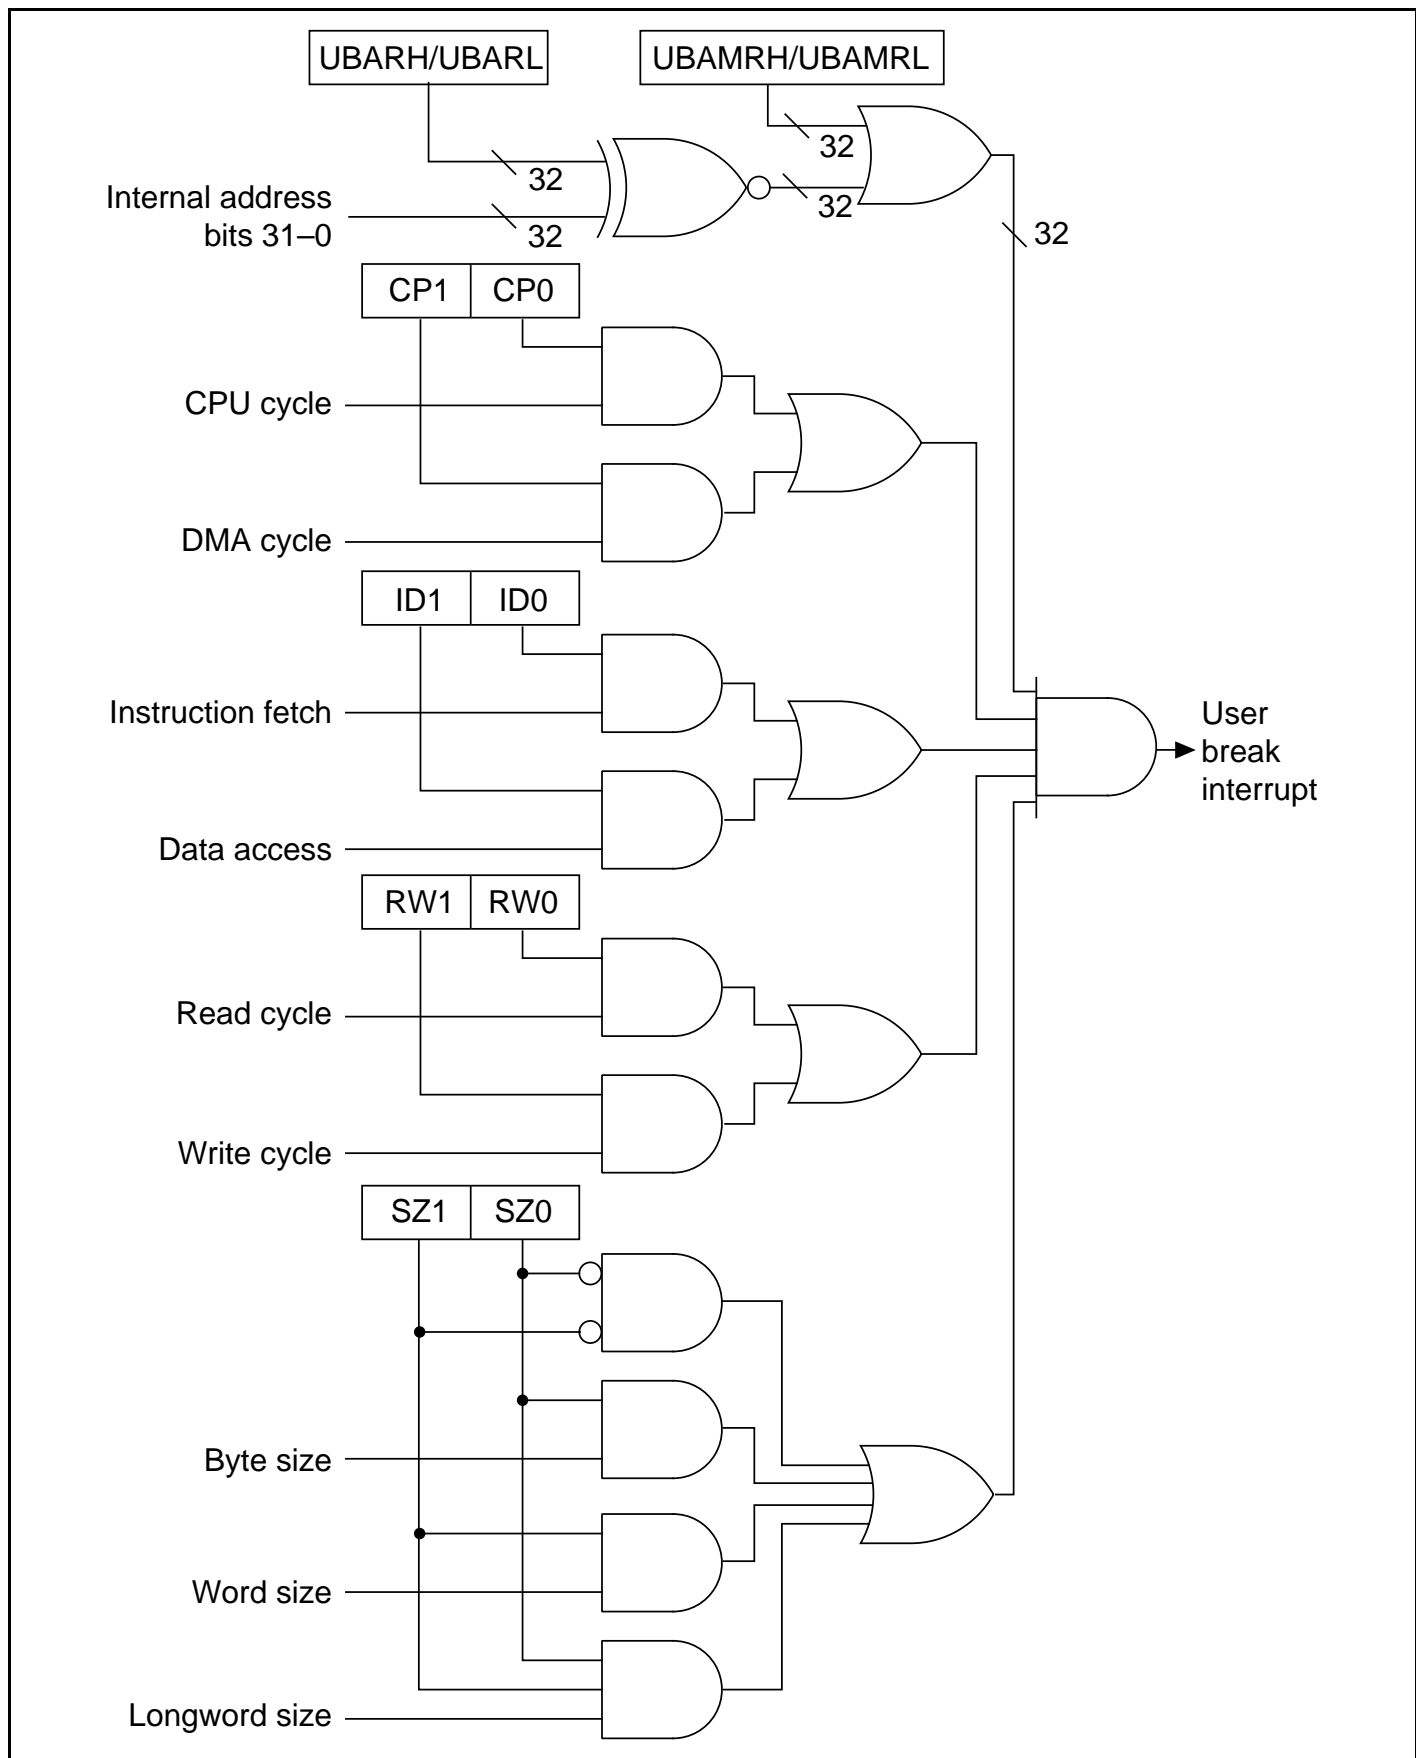 UBARH/UBARL
UBAMRH/UBAMRL
32
32
Internal address
bits 31–0
32
32
32
CP1
CP0
CPU cycle
DMA cycle
ID1
ID0
Instruction fetch
User
break
interrupt
Data access
RW1
RW0
Read cycle
Write cycle
SZ1
SZ0
Byte size
Word size
Longword size